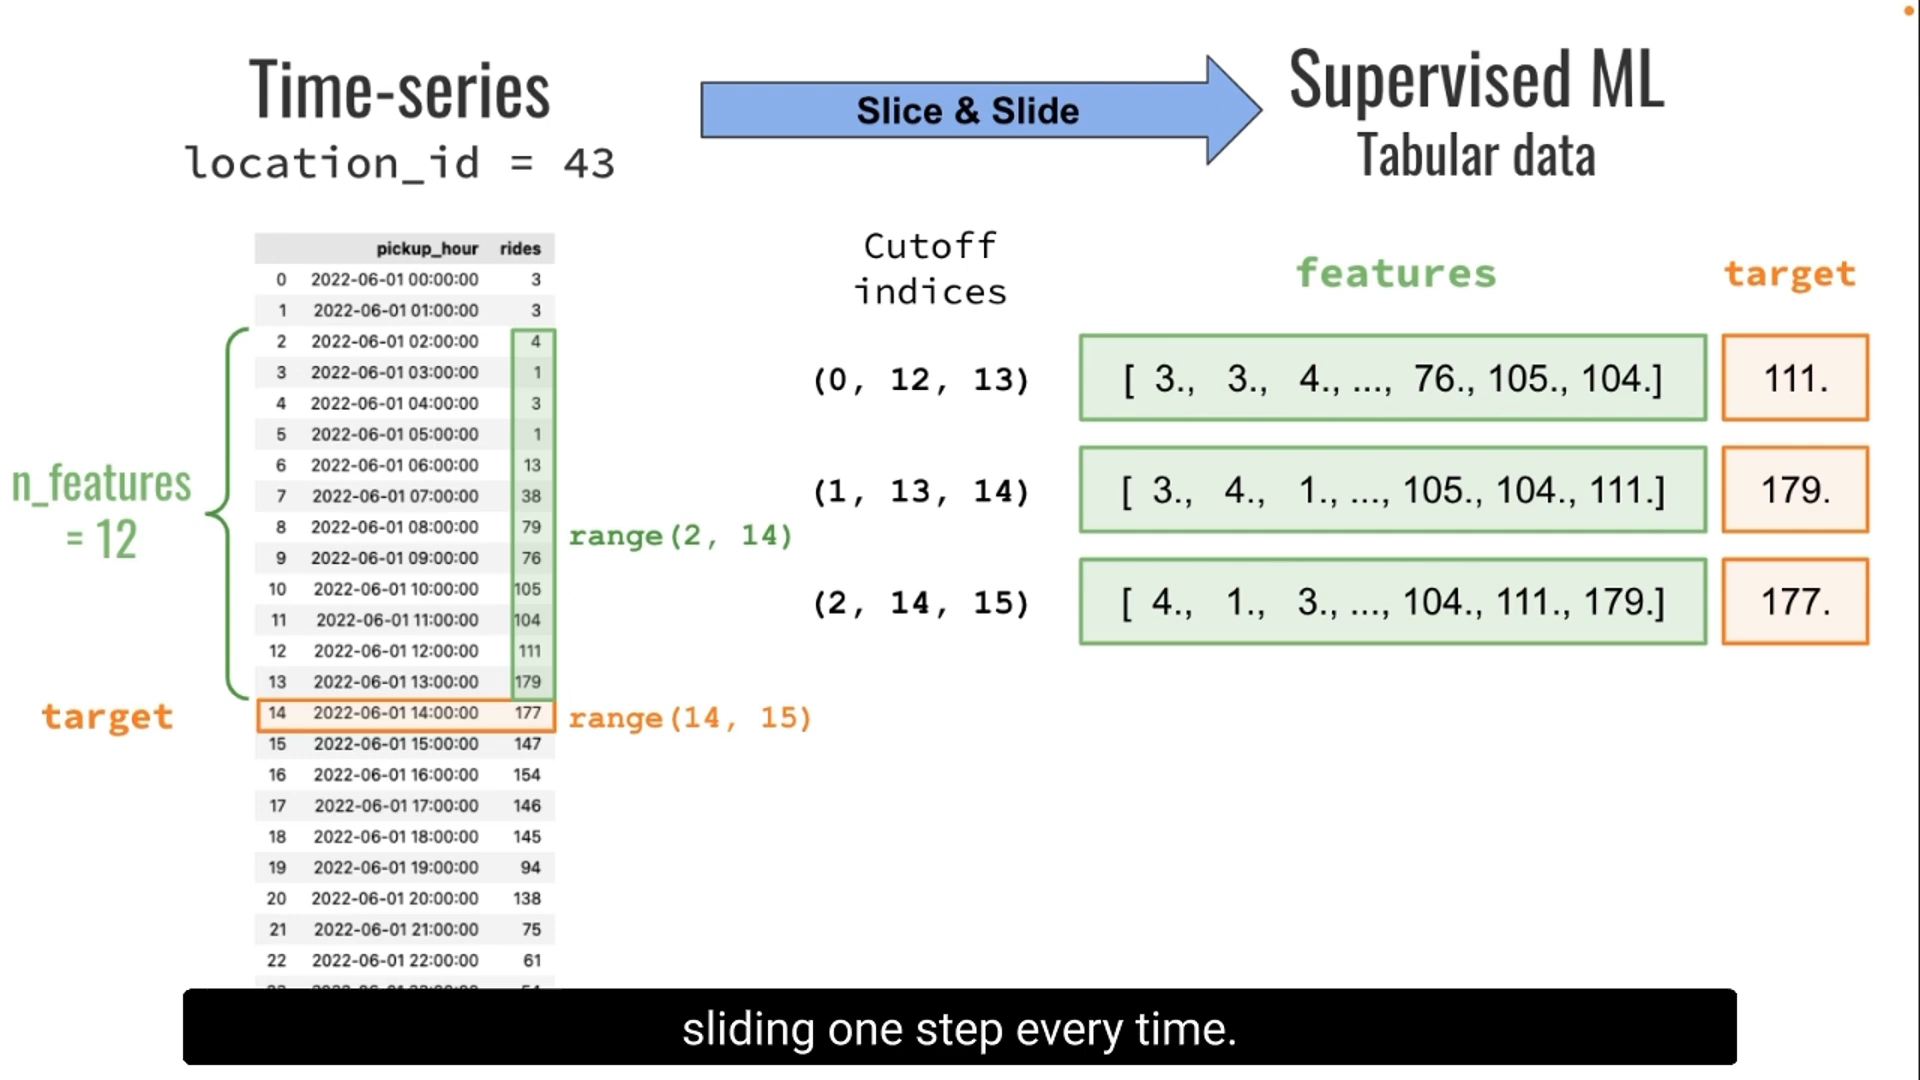 Time-series
location_id = 43
Slice & Slide
Supervised ML
Tabular data
pickup_hour rides
0 2022-06-01 00:00:00 3
1 2022-06-01 01:00:00 3
2 2022-06-01 02:00:00 4
3 2022-06-01 03:00:00 1
4 2022-06-01 04:00:00 3
5 2022-06-01 05:00:00 1
6 2022-06-01 06:00:00 13
7 2022-06-01 07:00:00 38
8 2022-06-01 08:00:00 79
9 2022-06-01 09:00:00 76
10 2022-06-01 10:00:00 105
11 2022-06-01 11:00:00 104
12 2022-06-01 12:00:00 111
13 2022-06-01 13:00:00 179
14 2022-06-01 14:00:00 177
15 2022-06-01 15:00:00 147
16 2022-06-01 16:00:00 154
17 2022-06-01 17:00:00 146
18 2022-06-01 18:00:00 145
19 2022-06-01 19:00:00 94
20 2022-06-01 20:00:00 138
21 2022-06-01 21:00:00 75
22 2022-06-01 22:00:00 61
n_features
= 12
target
range(2, 14)
range(14, 15)
Cutoff
indices
features
target
(0, 12, 13) [ 3., 3., 4., ..., 76., 105., 104.] 111.
(1, 13, 14) [ 3., 4., 1., ..., 105., 104., 111.] 179.
(2, 14, 15) [ 4., 1., 3., ..., 104., 111., 179.] 177.
sliding one step every time.